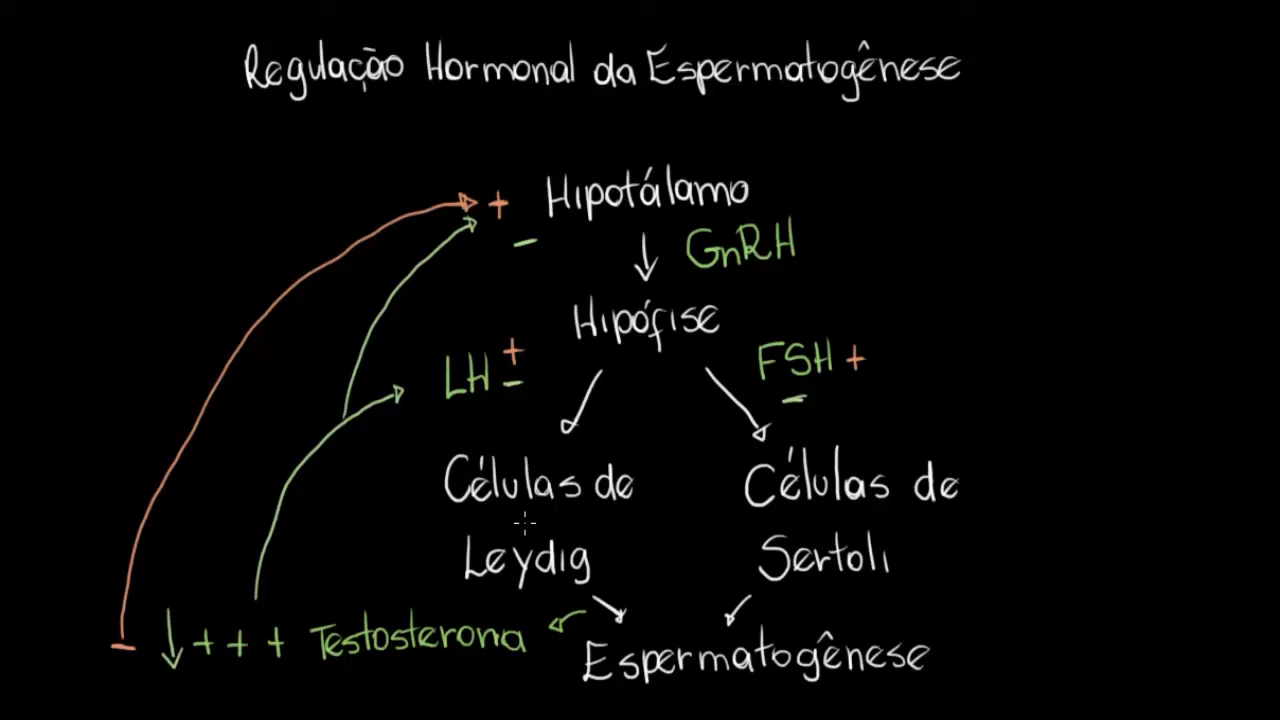 Regulação Hormonal da Espermatogênese
+ Hipotálamo
-
GnRH
Hipófise
LH + -
FSH +
-
Células de
Leydig
Células de
Sertoli
- ↓ + + + Testosterona
Espermatogênese